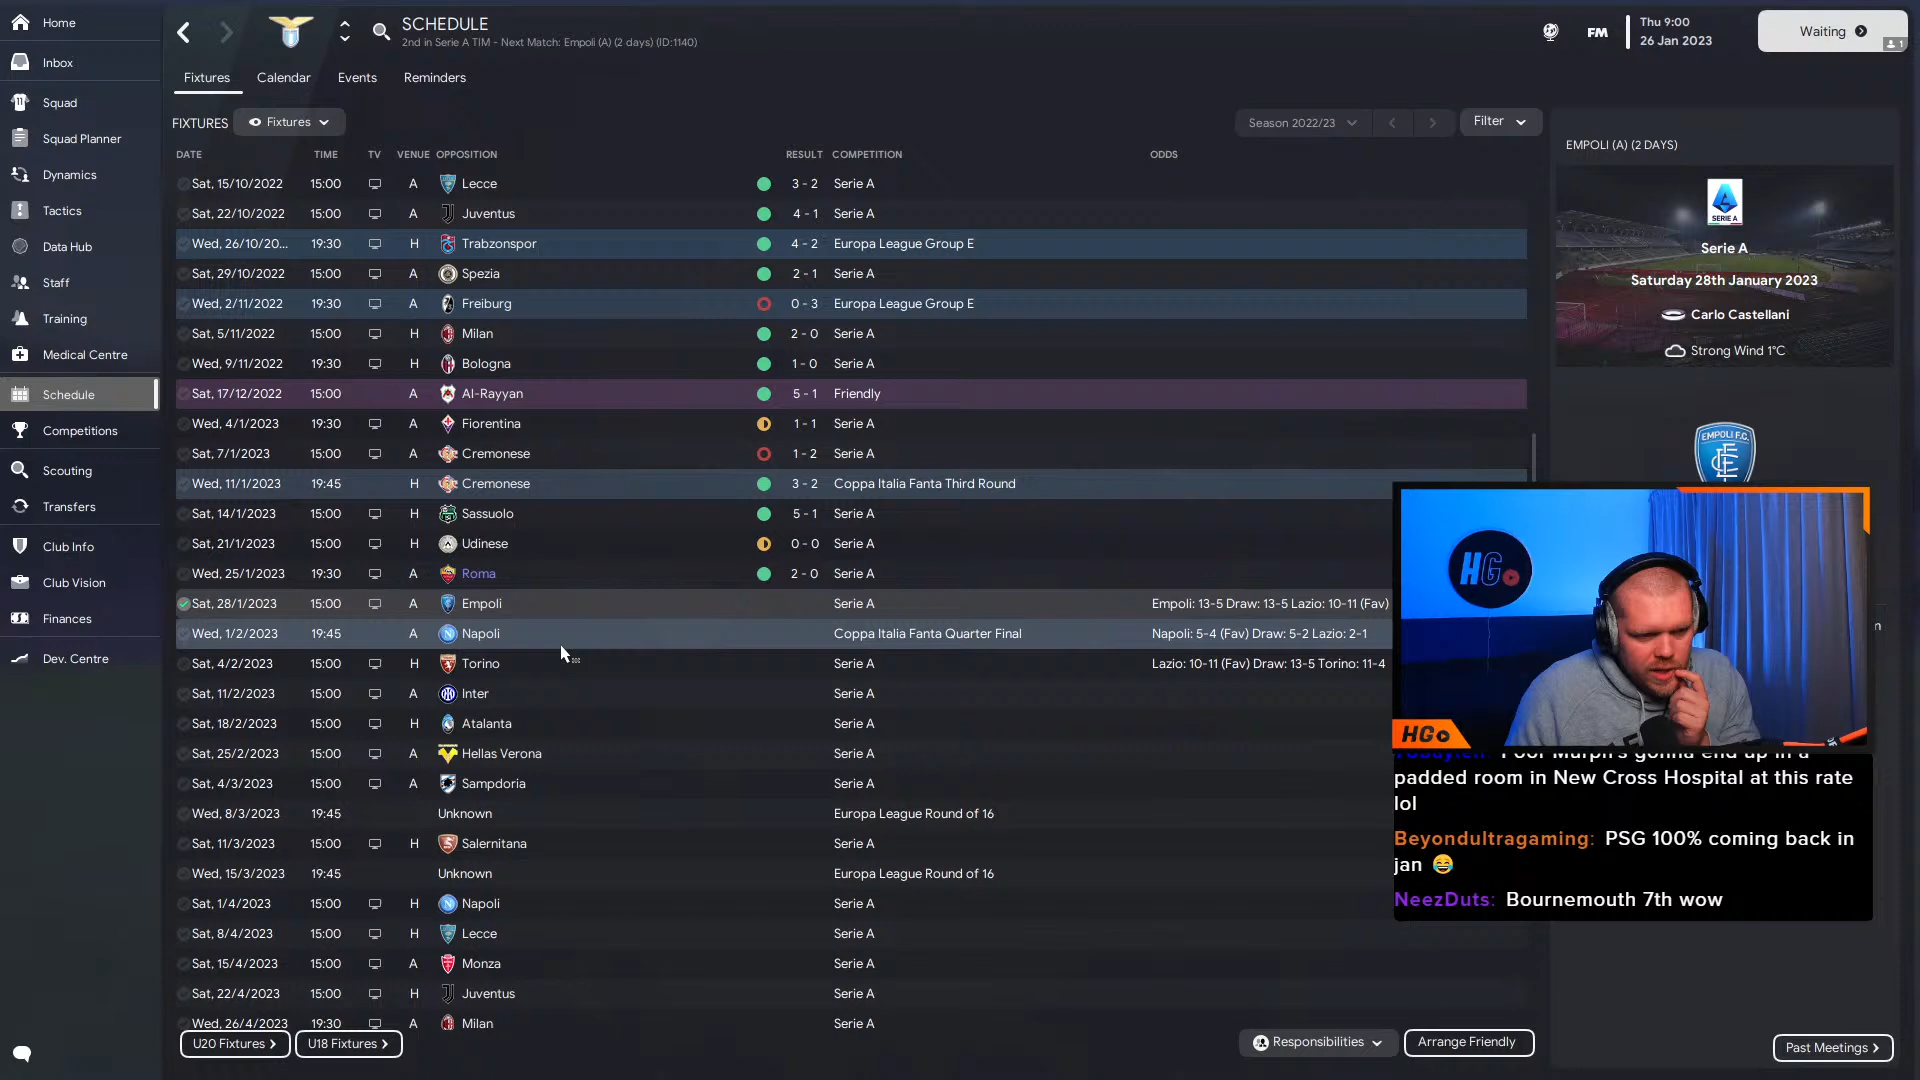 Home
Inbox
Squad
Squad Planner
Dynamics
Tactics
Data Hub
Staff
Training
Medical Centre
Schedule
Competitions
Scouting
Transfers
Club Info
Club Vision
Finances
Dev. Centre
SCHEDULE
2nd in Serie A TIM - Next Match: Empoli (A) (2 days) (ID:1140)
FM
Thu 9:00
26 Jan 2023
Waiting
1
Fixtures Calendar Events Reminders
FIXTURES Fixtures Season 2022/23 Filter
DATE TIME TV VENUE OPPOSITION RESULT COMPETITION ODDS
Sat, 15/10/2022 15:00 A Lecce 3 - 2 Serie A
Sat, 22/10/2022 15:00 A Juventus 4 - 1 Serie A
Wed, 26/10/20... 19:30 H Trabzonspor 4 - 2 Europa League Group E
Sat, 29/10/2022 15:00 A Spezia 2 - 1 Serie A
Wed, 2/11/2022 19:30 A Freiburg 0 - 3 Europa League Group E
Sat, 5/11/2022 15:00 H Milan 2 - 0 Serie A
Wed, 9/11/2022 19:30 H Bologna 1 - 0 Serie A
Sat, 17/12/2022 15:00 A Al-Rayyan 5 - 1 Friendly
Wed, 4/1/2023 19:30 A Fiorentina 1 - 1 Serie A
Sat, 7/1/2023 15:00 A Cremonese 1 - 2 Serie A
Wed, 11/1/2023 19:45 H Cremonese 3 - 2 Coppa Italia Fanta Third Round
Sat, 14/1/2023 15:00 H Sassuolo 5 - 1 Serie A
Sat, 21/1/2023 15:00 H Udinese 0 - 0 Serie A
Wed, 25/1/2023 19:30 A Roma 2 - 0 Serie A
Sat, 28/1/2023 15:00 A Empoli Serie A Empoli: 13-5 Draw: 13-5 Lazio: 10-11 (Fav)
Wed, 1/2/2023 19:45 A Napoli Coppa Italia Fanta Quarter Final Napoli: 5-4 (Fav) Draw: 5-2 Lazio: 2-1
Sat, 4/2/2023 15:00 H Torino Serie A Lazio: 10-11 (Fav) Draw: 13-5 Torino: 11-4
Sat, 11/2/2023 15:00 A Inter Serie A
Sat, 18/2/2023 15:00 H Atalanta Serie A
Sat, 25/2/2023 15:00 A Hellas Verona Serie A
Sat, 4/3/2023 15:00 A Sampdoria Serie A
Wed, 8/3/2023 19:45 Unknown Europa League Round of 16
Sat, 11/3/2023 15:00 H Salernitana Serie A
Wed, 15/3/2023 19:45 Unknown Europa League Round of 16
Sat, 1/4/2023 15:00 H Napoli Serie A
Sat, 8/4/2023 15:00 H Lecce Serie A
Sat, 15/4/2023 15:00 A Monza Serie A
Sat, 22/4/2023 15:00 H Juventus Serie A
Wed, 26/4/2023 19:30 A Milan Serie A
U20 Fixtures U18 Fixtures Responsibilities Arrange Friendly
EMPOLI (A) (2 DAYS)
SERIE A
Serie A
Saturday 28th January 2023
Carlo Castellani
Strong Wind 1°C
EMPOLI F.C.
HG
HG
padded room in New Cross Hospital at this rate
lol
Beyondultragaming: PSG 100% coming back in
jan 😂
NeezDuts: Bournemouth 7th wow
Past Meetings